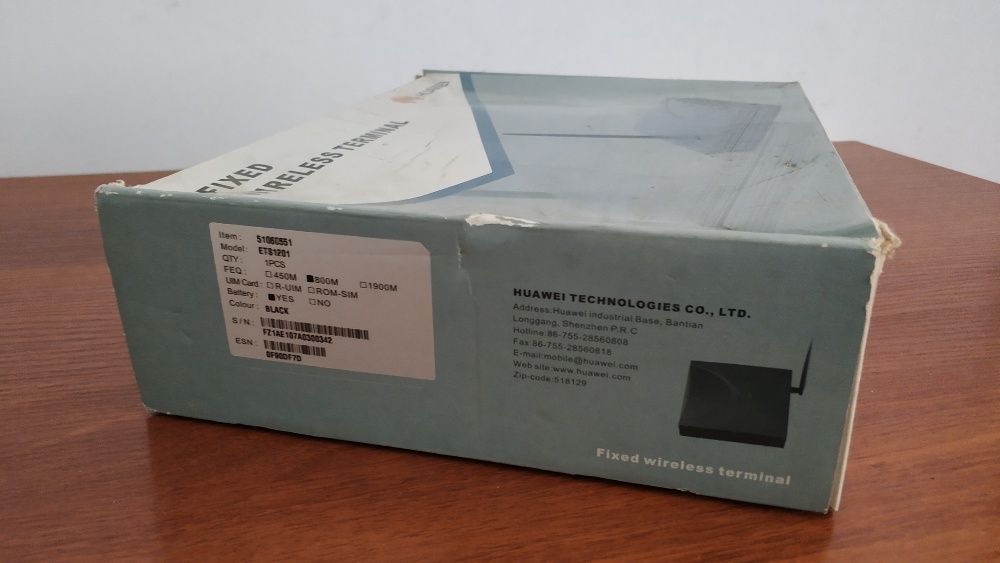 HUAWEI
FIXED
WIRELESS TERMINAL
Item: 51060551
Model: ETS1201
QTY: 1PCS
FEQ: □450M ■800M □1900M
UIM Card: □R-UIM □ROM-SIM
Battery: ■YES □NO
Colour: BLACK
S/N:
FZ1AE107A0300342
ESN:
0F90DF7D
HUAWEI TECHNOLOGIES CO., LTD.
Address:Huawei industrial Base, Bantian
Longgang, Shenzhen P.R.C
Hotline:86-755-28560808
Fax:86-755-28560818
E-mail:mobile@huawei.com
Web site:www.huawei.com
Zip-code:518129
Fixed wireless terminal